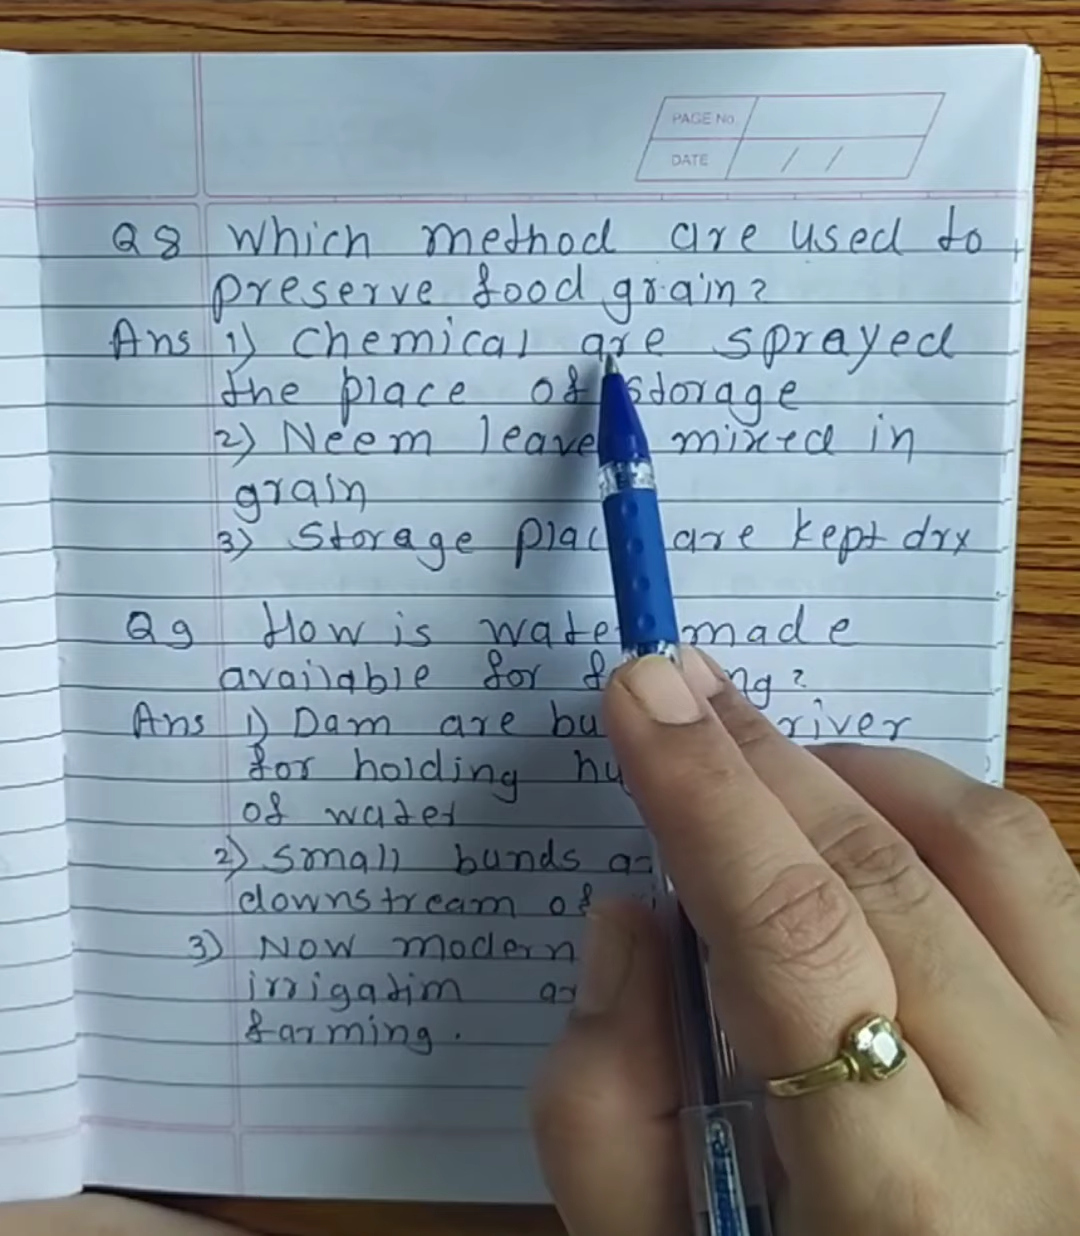 PAGE No.
DATE / /
Q8 Which method are used to
preserve food grain?
Ans 1) Chemical are sprayed
the place of storage
2) Neem leave mixed in
grain
3) Storage plac are kept dry
Q9 How is wate made
available for f ng?
Ans 1) Dam are bu river
for holding hu
of water
2) Small bunds a
downstream of
3) Now modern
irrigatim a
farming.